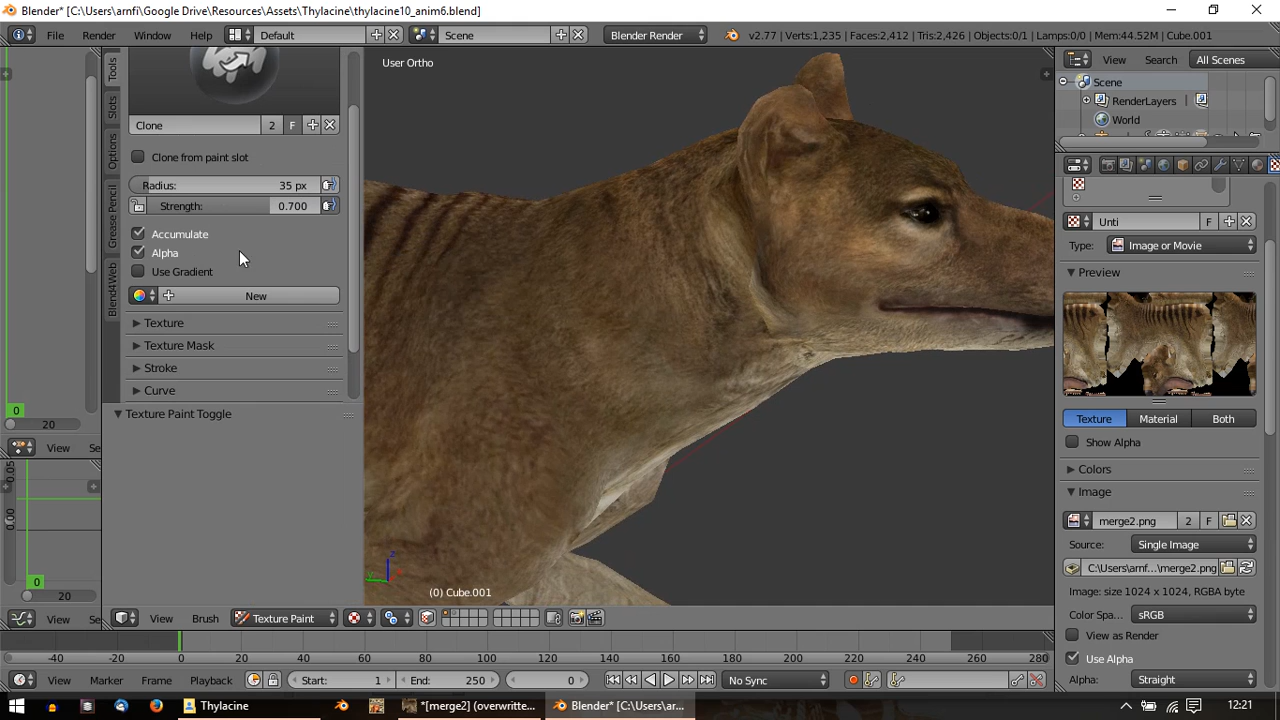 Blender* [C:\Users\arnfi\Google Drive\Resources\Assets\Thylacine\thylacine10_anim6.blend]
File Render Window Help Default Scene Blender Render v2.77 | Verts:1,235 | Faces:2,412 | Tris:2,426 | Objects:0/1 | Lamps:0/0 | Mem:44.52M | Cube.001
Tools
Slots
Options
Grease Pencil
Blend4Web
Clone 2 F
Clone from paint slot
Radius: 35 px
Strength: 0.700
Accumulate
Alpha
Use Gradient
New
Texture
Texture Mask
Stroke
Curve
Texture Paint Toggle
0
20
View Se
0.05
0.00
0
20
View Se
User Ortho
z
y
(0) Cube.001
View Brush Texture Paint
View Search All Scenes
Scene
RenderLayers
World
Unti F
Type: Image or Movie
Preview
Texture Material Both
Show Alpha
Colors
Image
merge2.png 2 F
Source: Single Image
C:\Users\arnf...\merge2.png
Image: size 1024 x 1024, RGBA byte
Color Spa... sRGB
View as Render
Use Alpha
Alpha: Straight
-40 -20 0 20 40 60 80 100 120 140 160 180 200 220 240 260 280
View Marker Frame Playback Start: 1 End: 250 0 No Sync
Thylacine *[merge2] (overwritte... Blender* [C:\Users\ar... 12:21